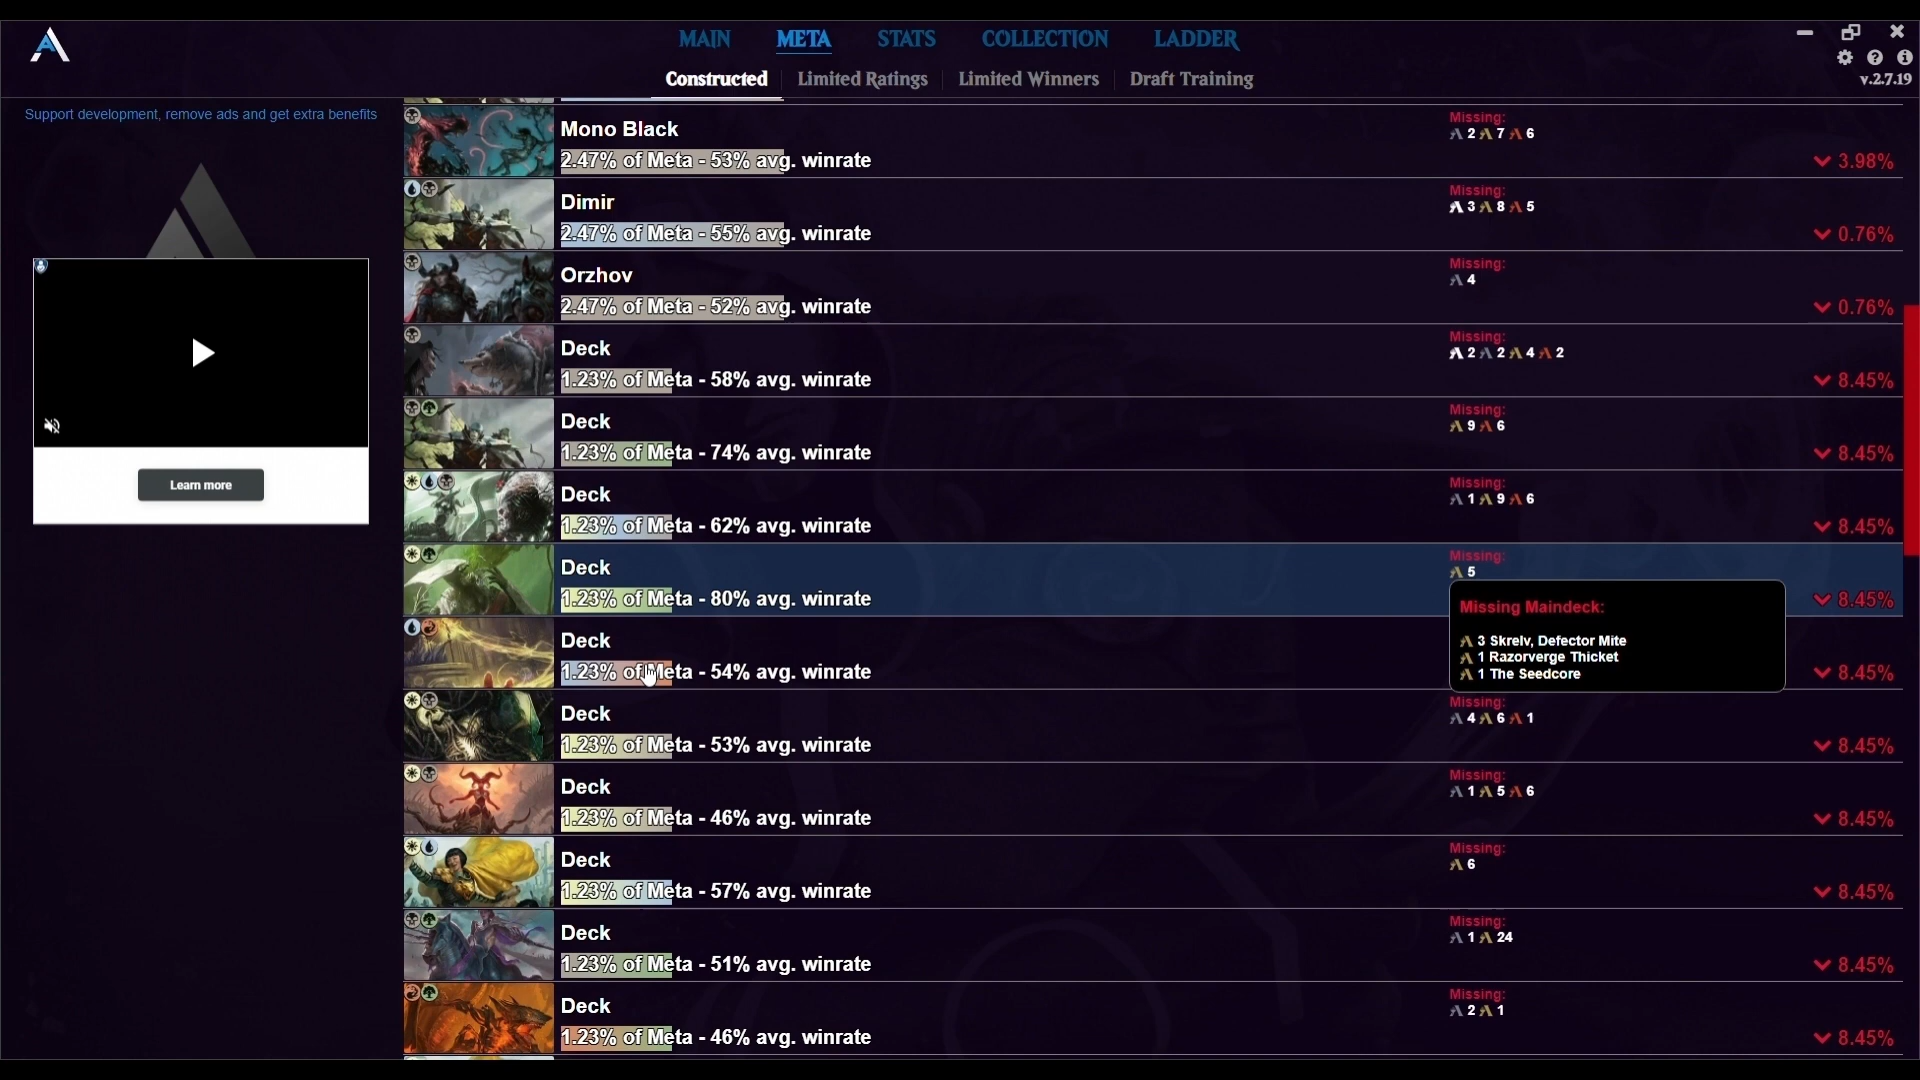 MAIN META STATS COLLECTION LADDER
Constructed Limited Ratings Limited Winners Draft Training
v.2.7.19
Support development, remove ads and get extra benefits
Learn more
Mono Black
2.47% of Meta - 53% avg. winrate
Missing:
2 7 6
3.98%
Dimir
2.47% of Meta - 55% avg. winrate
Missing:
3 8 5
0.76%
Orzhov
2.47% of Meta - 52% avg. winrate
Missing:
4
0.76%
Deck
1.23% of Meta - 58% avg. winrate
Missing:
2 2 4 2
8.45%
Deck
1.23% of Meta - 74% avg. winrate
Missing:
9 6
8.45%
Deck
1.23% of Meta - 62% avg. winrate
Missing:
1 9 6
8.45%
Deck
1.23% of Meta - 80% avg. winrate
Missing:
5
8.45%
Missing Maindeck:
3 Skrelv, Defector Mite
1 Razorverge Thicket
1 The Seedcore
Deck
1.23% of Meta - 54% avg. winrate
8.45%
Deck
1.23% of Meta - 53% avg. winrate
Missing:
4 6 1
8.45%
Deck
1.23% of Meta - 46% avg. winrate
Missing:
1 5 6
8.45%
Deck
1.23% of Meta - 57% avg. winrate
Missing:
6
8.45%
Deck
1.23% of Meta - 51% avg. winrate
Missing:
1 24
8.45%
Deck
1.23% of Meta - 46% avg. winrate
Missing:
2 1
8.45%